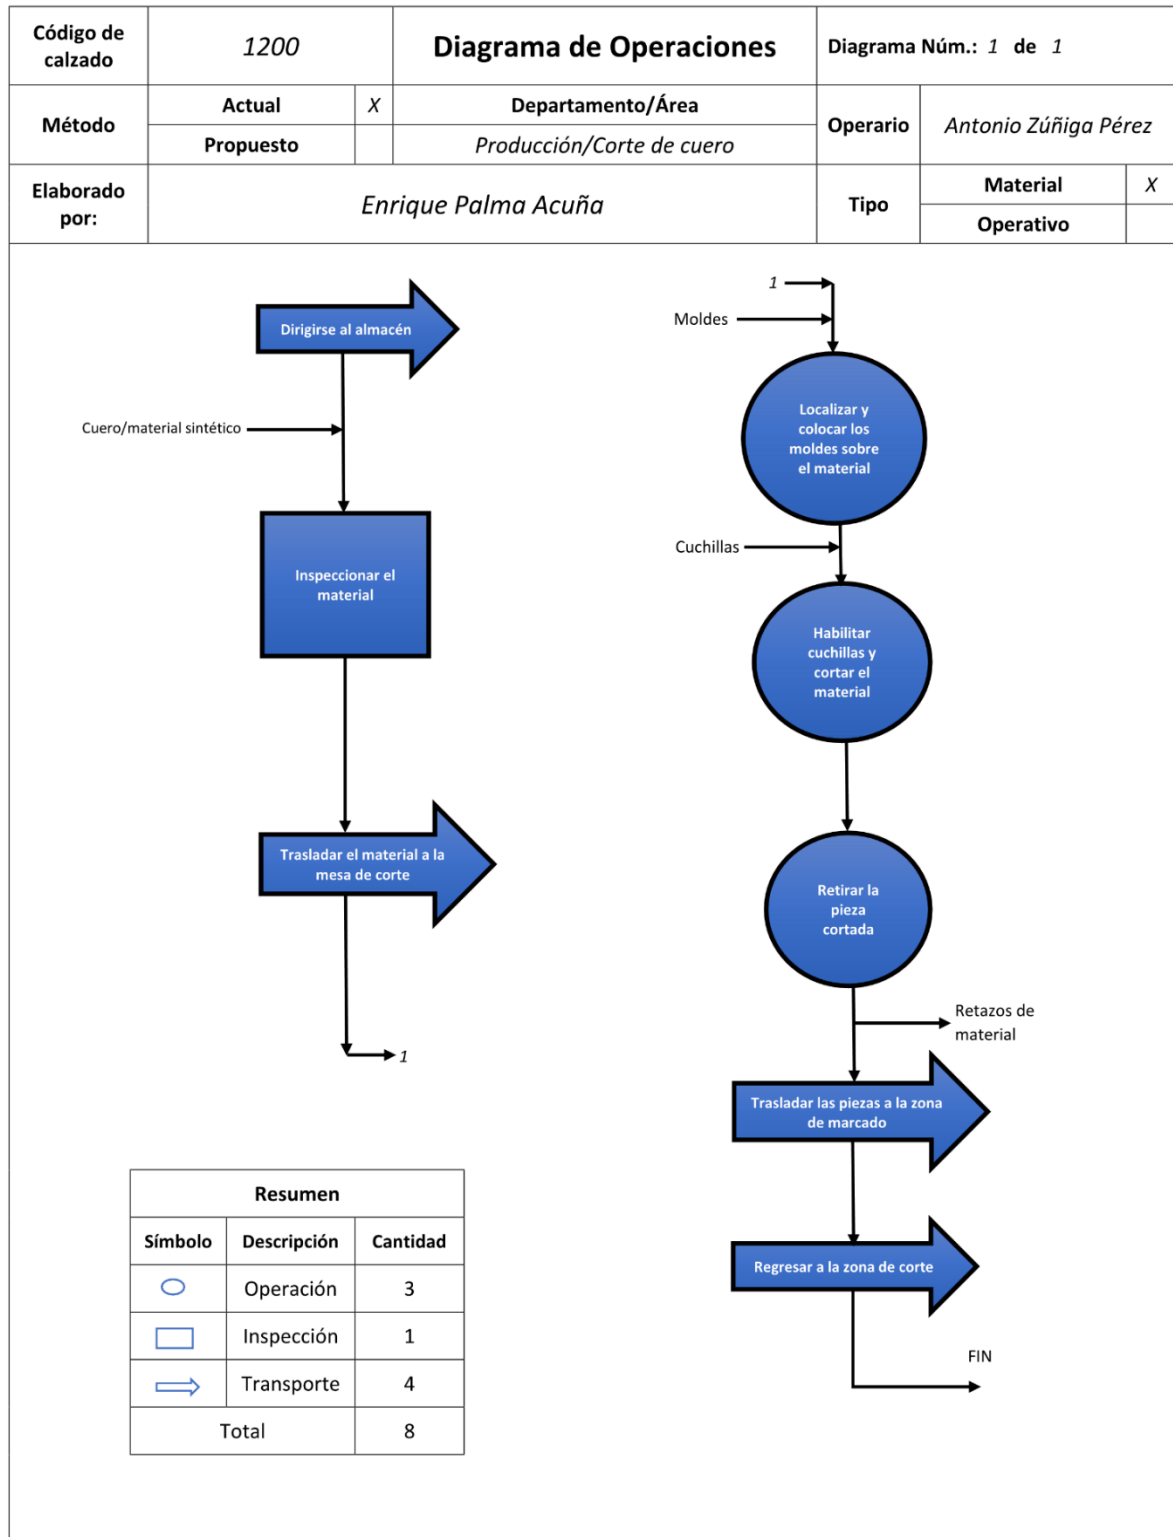 Código de
calzado
1200
Diagrama de Operaciones
Diagrama Núm.: 1 de 1
Método
Actual
X
Departamento/Área
Operario
Antonio Zúñiga Pérez
Propuesto
Producción/Corte de cuero
Elaborado
por:
Enrique Palma Acuña
Tipo
Material
X
Operativo
Dirigirse al almacén
Cuero/material sintético
Inspeccionar el
material
Trasladar el material a la
mesa de corte
1
1
Moldes
Localizar y
colocar los
moldes sobre
el material
Cuchillas
Habilitar
cuchillas y
cortar el
material
Retirar la
pieza
cortada
Retazos de
material
Trasladar las piezas a la zona
de marcado
Regresar a la zona de corte
FIN
Resumen
Símbolo Descripción Cantidad
Operación 3
Inspección 1
Transporte 4
Total 8